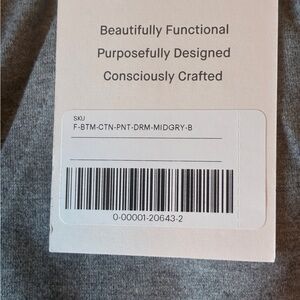 Beautifully Functional
Purposefully Designed
Consciously Crafted
SKU
F-BTM-CTN-PNT-DRM-MIDGRY-B
0-00001-20643-2